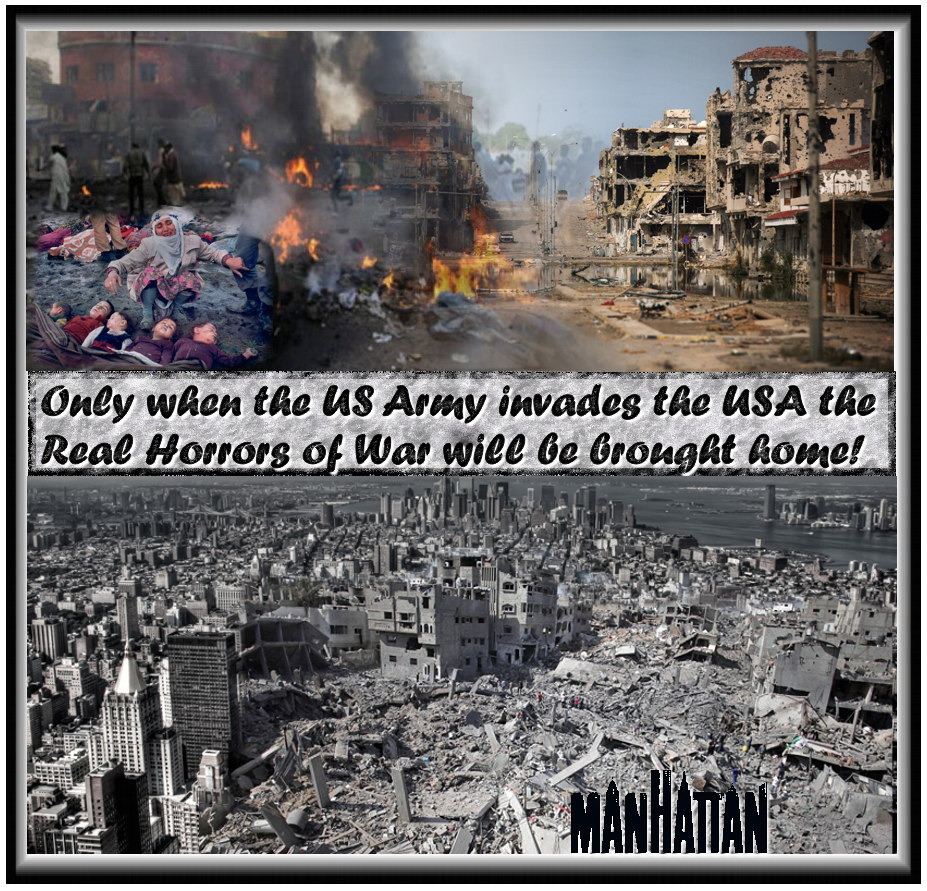 Only when the US Army invades the USA the
Real Horrors of War will be brought home!
MANHATTAN